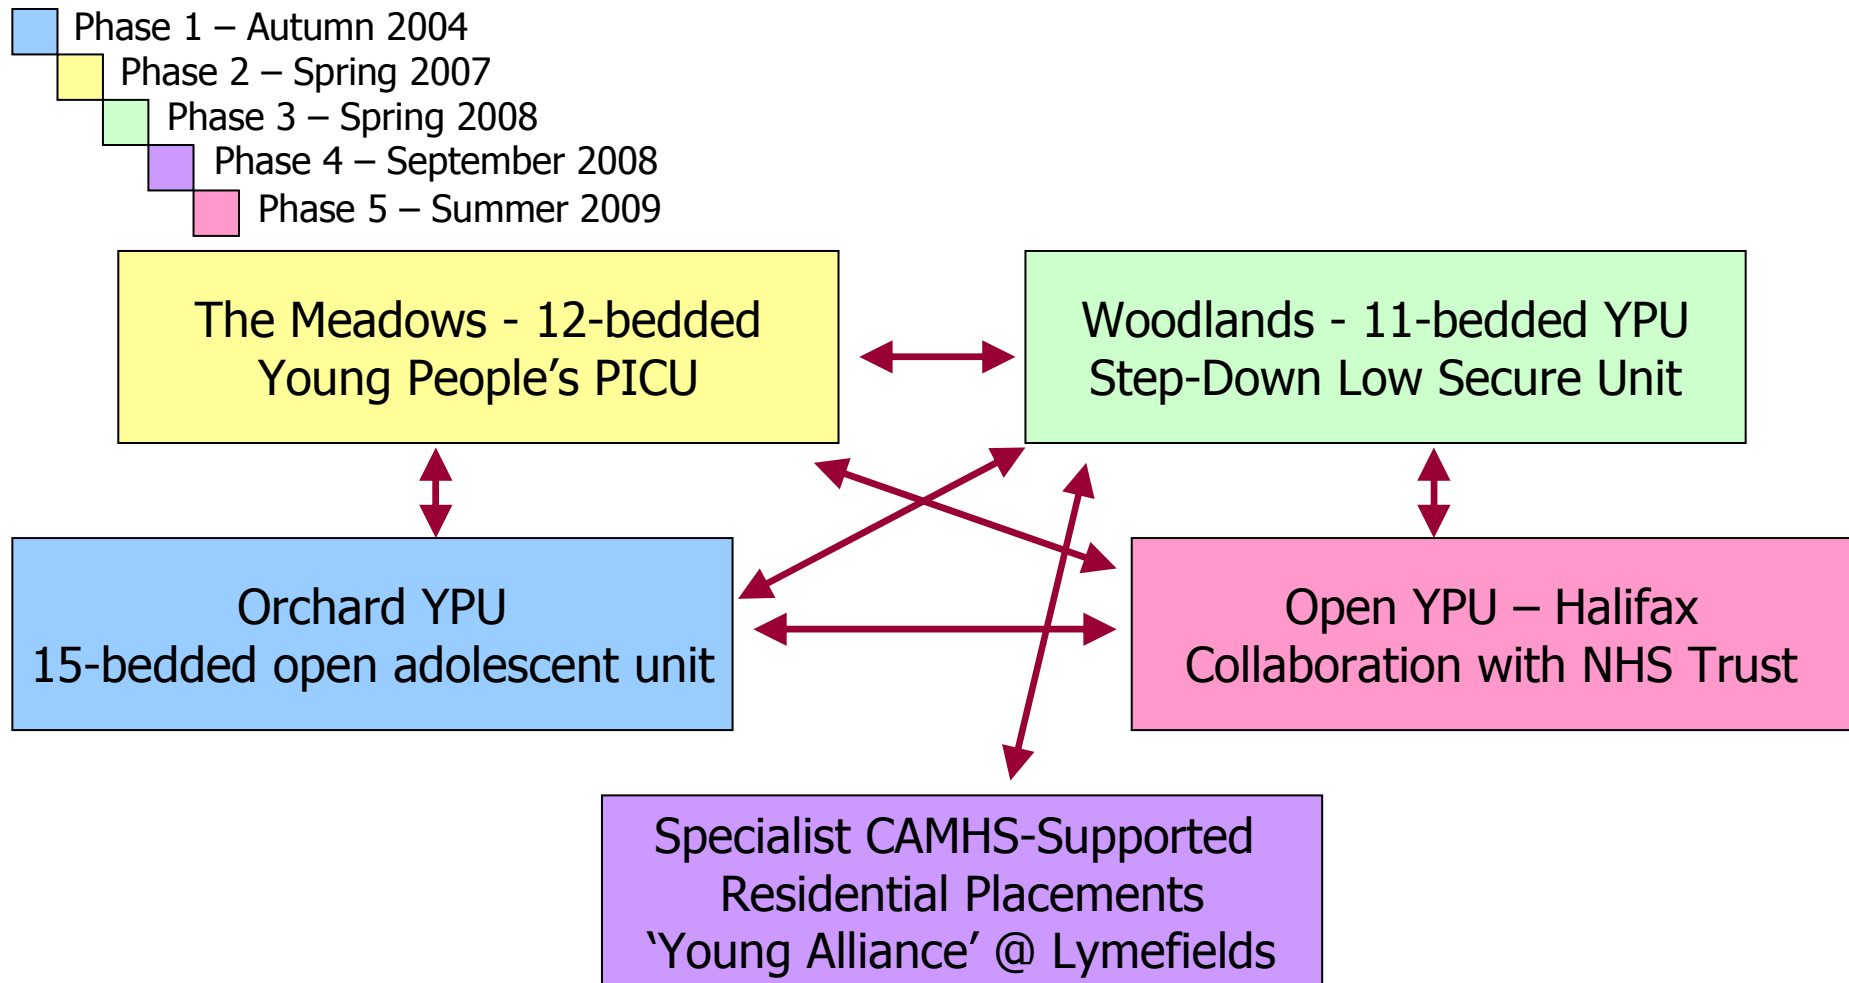 Phase 1 – Autumn 2004
Phase 2 – Spring 2007
Phase 3 – Spring 2008
Phase 4 – September 2008
Phase 5 – Summer 2009
The Meadows - 12-bedded
Young People’s PICU
Woodlands - 11-bedded YPU
Step-Down Low Secure Unit
Orchard YPU
15-bedded open adolescent unit
Open YPU – Halifax
Collaboration with NHS Trust
Specialist CAMHS-Supported
Residential Placements
‘Young Alliance’ @ Lymefields